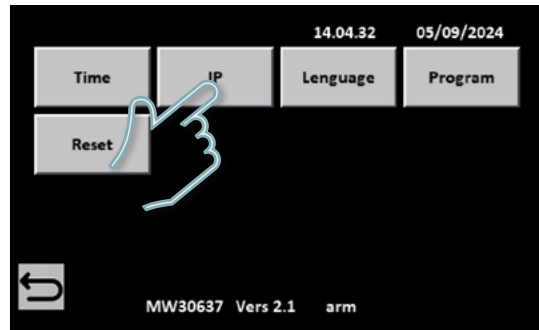 14.04.32 05/09/2024
Time IP Lenguage Program
Reset
MW30637 Vers 2.1 arm